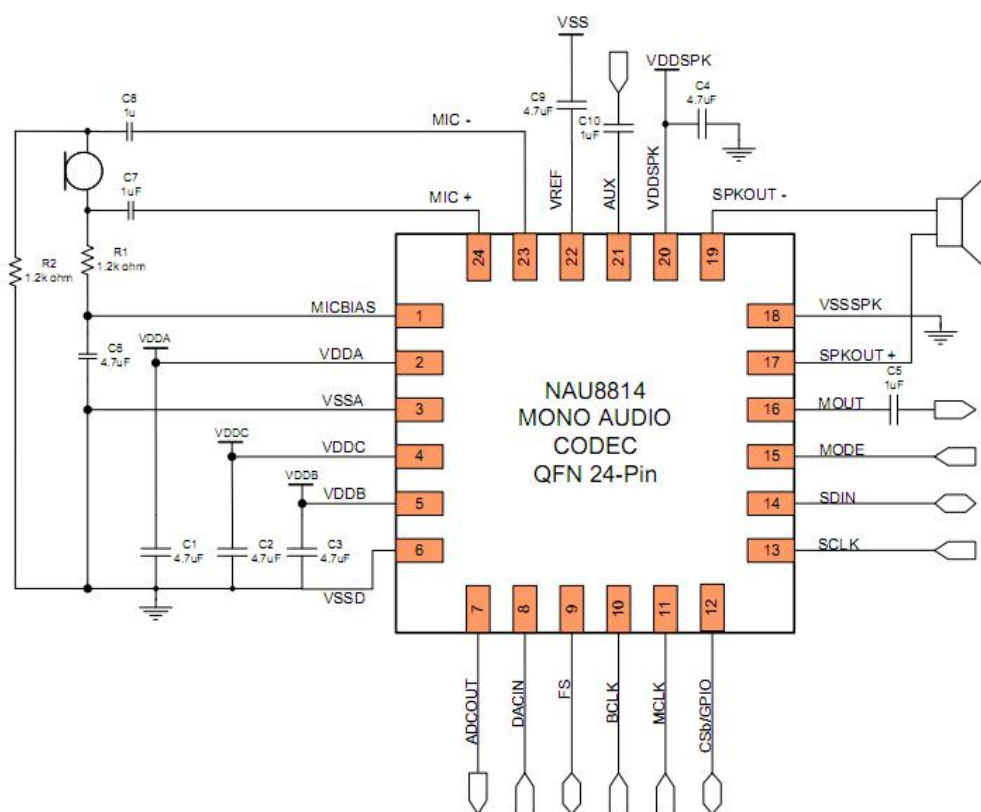 VSS
VDDSPK
C8
1u
MIC -
C9
4.7uF
C10
1uF
C4
4.7uF
C7
1uF
MIC +
VREF
AUX
VDDSPK
SPKOUT -
R2
1.2k ohm
R1
1.2k ohm
24
23
22
21
20
19
MICBIAS
1
18
VSSSPK
C6
4.7uF
VDDA
VDDA
2
17
SPKOUT +
C5
1uF
VSSA
3
16
MOUT
NAU8814
MONO AUDIO
CODEC
QFN 24-Pin
VDDC
VDDC
4
15
MODE
VDDB
VDDB
5
14
SDIN
C1
4.7uF
C2
4.7uF
C3
4.7uF
6
13
SCLK
VSSD
7
8
9
10
11
12
ADCOUT
DACIN
FS
BCLK
MCLK
CSb/GPIO